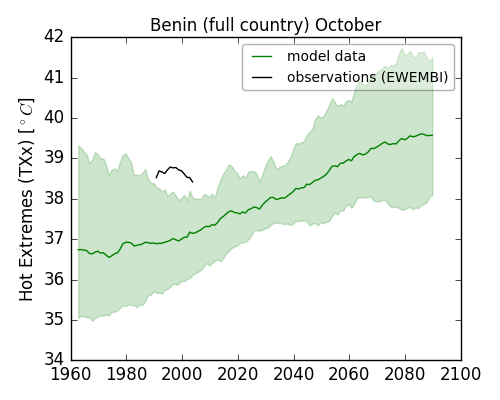 Benin (full country) October
Hot Extremes (TXx) [°C]
model data
observations (EWEMBI)
42
41
40
39
38
37
36
35
34
1960 1980 2000 2020 2040 2060 2080 2100